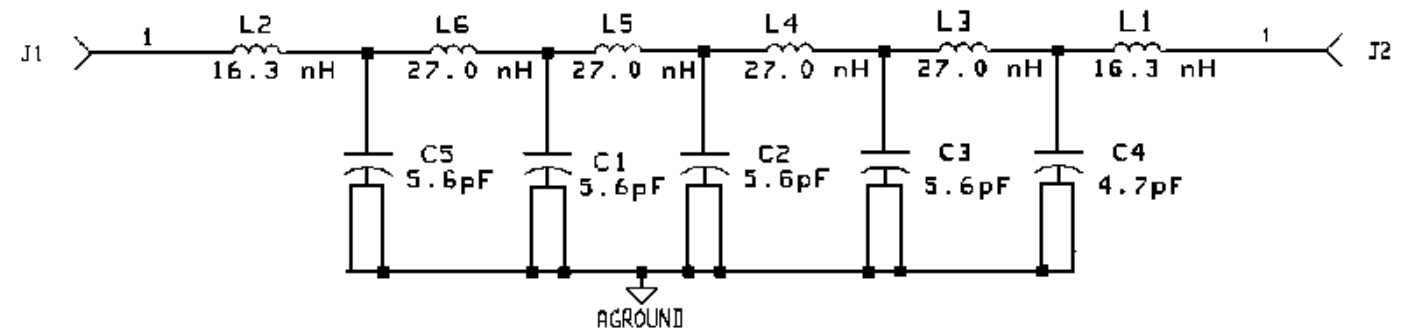 L2 L6 L5 L4 L3 L1
J1 1 1 J2
16.3 nH 27.0 nH 27.0 nH 27.0 nH 27.0 nH 16.3 nH
C5 C1 C2 C3 C4
5.6pF 5.6pF 5.6pF 5.6pF 4.7pF
AGROUND